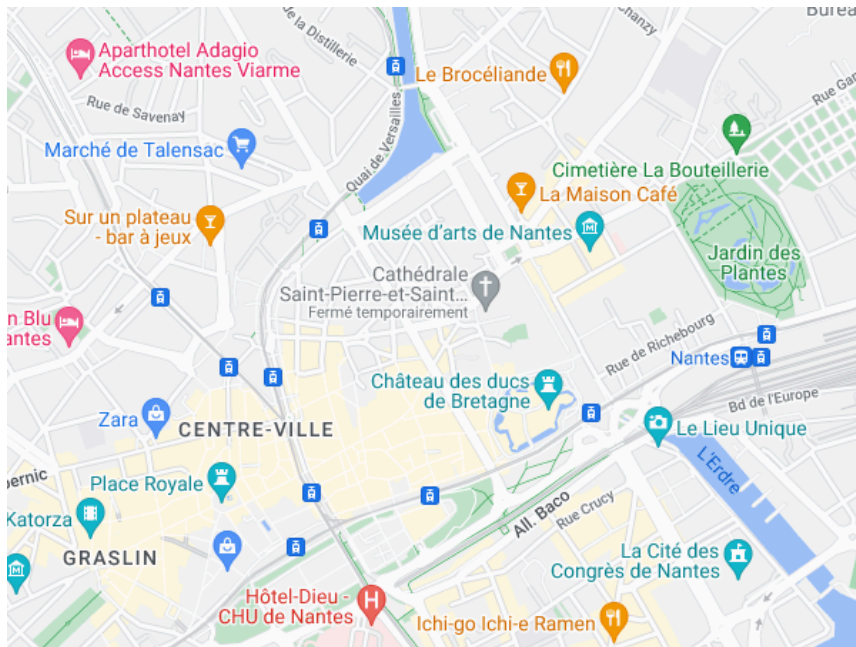 Bureau
Chanzy
de la Distillerie
Aparthotel Adagio
Access Nantes Viarme
Le Brocéliande
Rue Gar
Rue de Savenay
Quai de Versailles
Marché de Talensac
Cimetière La Bouteillerie
La Maison Café
Sur un plateau
- bar à jeux
Musée d'arts de Nantes
Jardin des
Plantes
Cathédrale
Saint-Pierre-et-Saint...
Fermé temporairement
n Blu
antes
Rue de Richebourg
Nantes
Château des ducs
de Bretagne
Bd de l'Europe
Zara
CENTRE-VILLE
Le Lieu Unique
L'Erdre
pernic
Place Royale
All. Baco
Rue Crucy
Katorza
GRASLIN
La Cité des
Congrès de Nantes
Hôtel-Dieu -
CHU de Nantes
H
Ichi-go Ichi-e Ramen